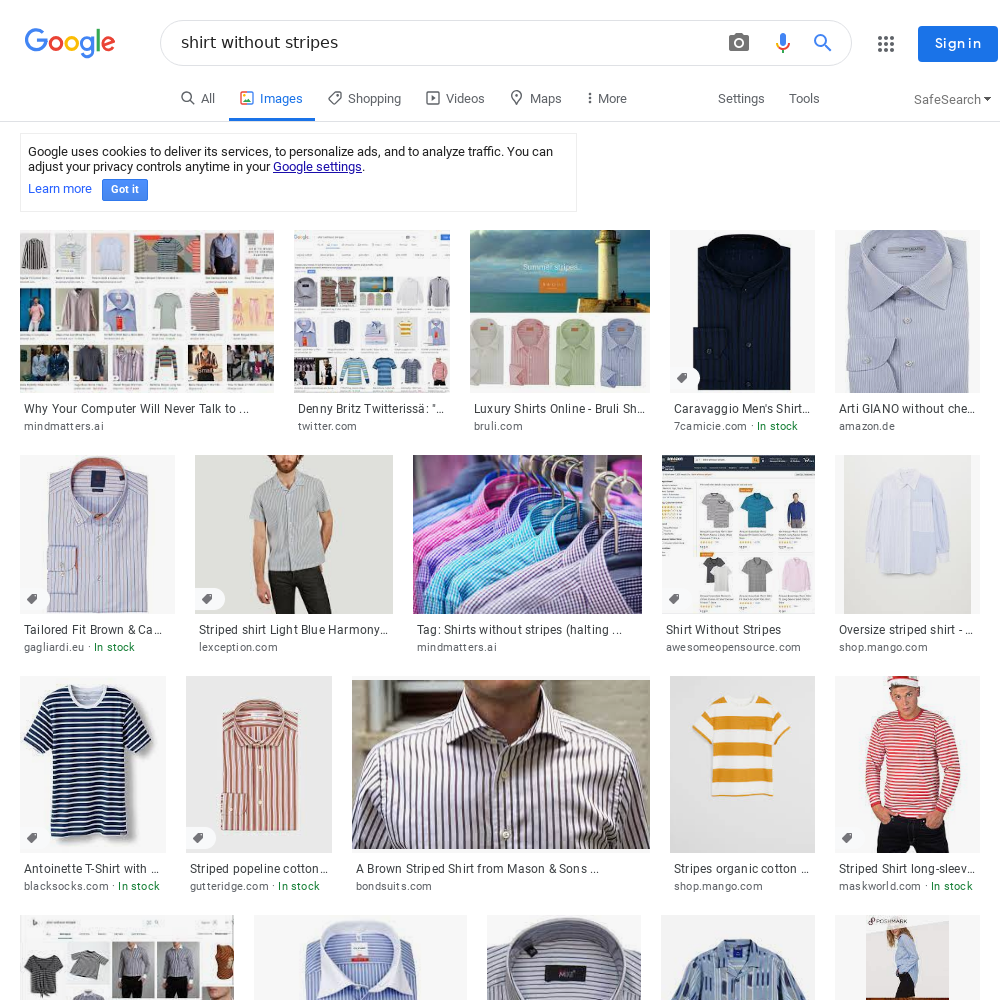 Google
shirt without stripes
Sign in
All
Images
Shopping
Videos
Maps
More
Settings
Tools
SafeSearch
Google uses cookies to deliver its services, to personalize ads, and to analyze traffic. You can
adjust your privacy controls anytime in your Google settings.
Learn more
Got it
Summer stripes...
BRULI
Why Your Computer Will Never Talk to ...
mindmatters.ai
Denny Britz Twitterissä: "...
twitter.com
Luxury Shirts Online - Bruli Sh...
bruli.com
Caravaggio Men's Shirt...
7camicie.com · In stock
Arti GIANO without che...
amazon.de
Tailored Fit Brown & Ca...
gagliardi.eu · In stock
Striped shirt Light Blue Harmony...
lexception.com
Tag: Shirts without stripes (halting ...
mindmatters.ai
Shirt Without Stripes
awesomeopensource.com
Oversize striped shirt - ...
shop.mango.com
Antoinette T-Shirt with ...
blacksocks.com · In stock
Striped popeline cotton...
gutteridge.com · In stock
A Brown Striped Shirt from Mason & Sons ...
bondsuits.com
Stripes organic cotton ...
shop.mango.com
Striped Shirt long-sleev...
maskworld.com · In stock
POSHMARK